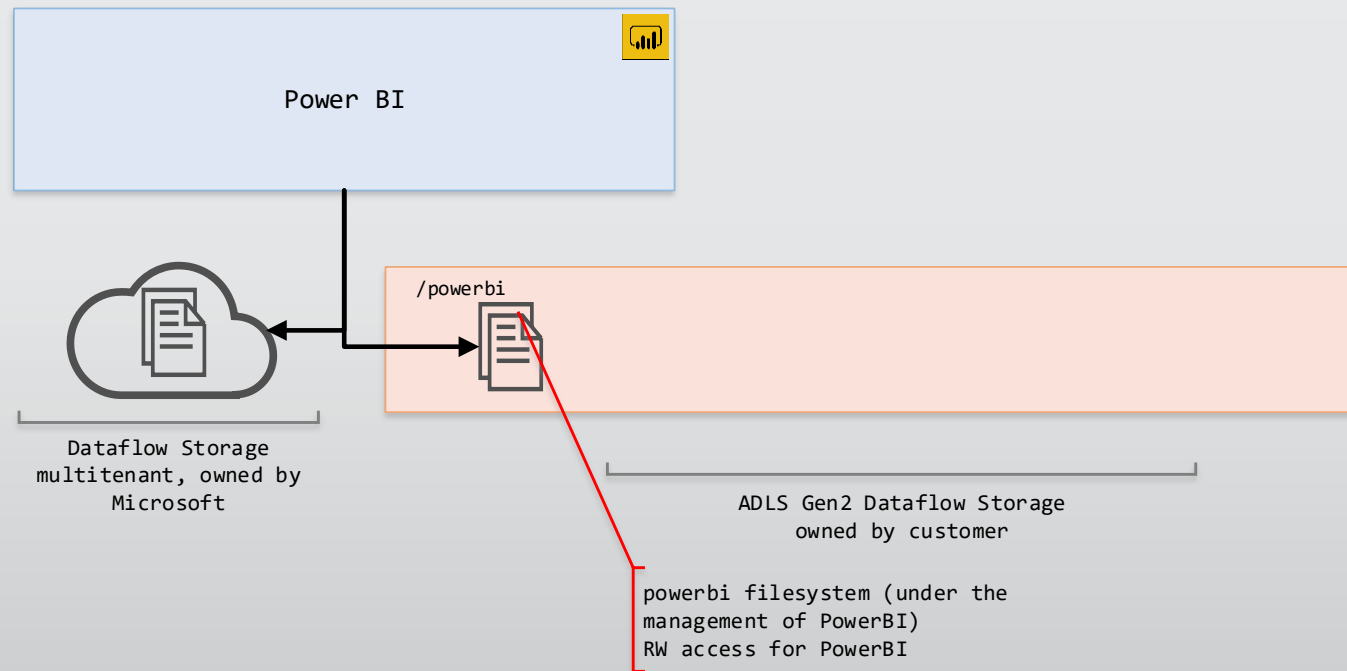 Power BI
/powerbi
Dataflow Storage
multitenant, owned by
Microsoft
ADLS Gen2 Dataflow Storage
owned by customer
powerbi filesystem (under the
management of PowerBI)
RW access for PowerBI